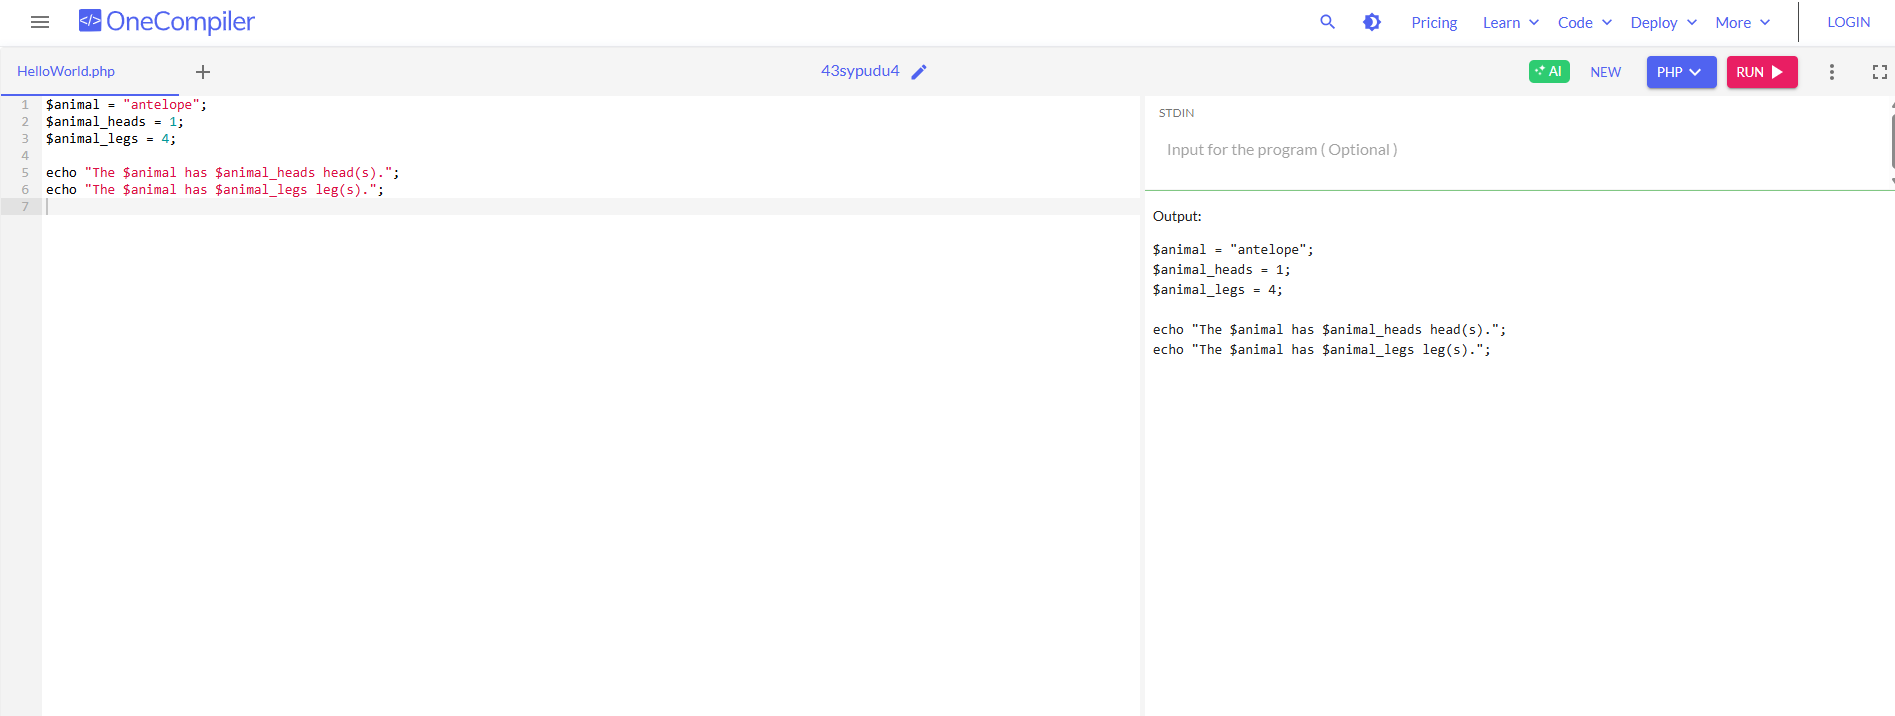 </> OneCompiler
Pricing Learn Code Deploy More LOGIN
HelloWorld.php + 43sypudu4 AI NEW PHP RUN
1 $animal = "antelope";
2 $animal_heads = 1;
3 $animal_legs = 4;
4
5 echo "The $animal has $animal_heads head(s).";
6 echo "The $animal has $animal_legs leg(s).";
7
STDIN
Input for the program ( Optional )
Output:
$animal = "antelope";
$animal_heads = 1;
$animal_legs = 4;
echo "The $animal has $animal_heads head(s).";
echo "The $animal has $animal_legs leg(s).";